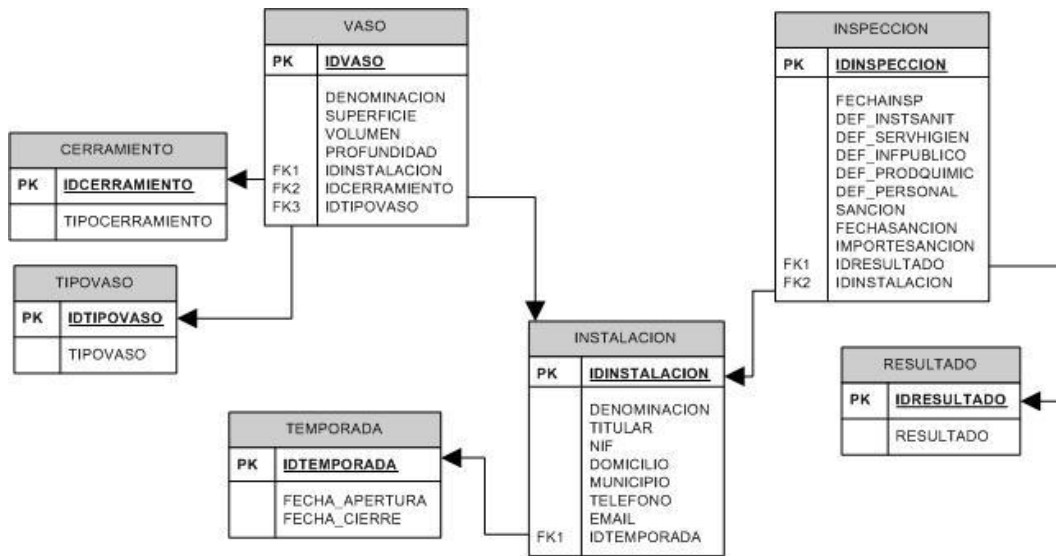 VASO
PK IDVASO
DENOMINACION
SUPERFICIE
VOLUMEN
PROFUNDIDAD
FK1 IDINSTALACION
FK2 IDCERRAMIENTO
FK3 IDTIPOVASO
INSPECCION
PK IDINSPECCION
FECHAINSP
DEF_INSTSANIT
DEF_SERVHIGIEN
DEF_INFPUBLICO
DEF_PRODQUIMIC
DEF_PERSONAL
SANCION
FECHASANCION
IMPORTESANCION
FK1 IDRESULTADO
FK2 IDINSTALACION
CERRAMIENTO
PK IDCERRAMIENTO
TIPOCERRAMIENTO
TIPOVASO
PK IDTIPOVASO
TIPOVASO
INSTALACION
PK IDINSTALACION
DENOMINACION
TITULAR
NIF
DOMICILIO
MUNICIPIO
TELEFONO
EMAIL
FK1 IDTEMPORADA
RESULTADO
PK IDRESULTADO
RESULTADO
TEMPORADA
PK IDTEMPORADA
FECHA_APERTURA
FECHA_CIERRE